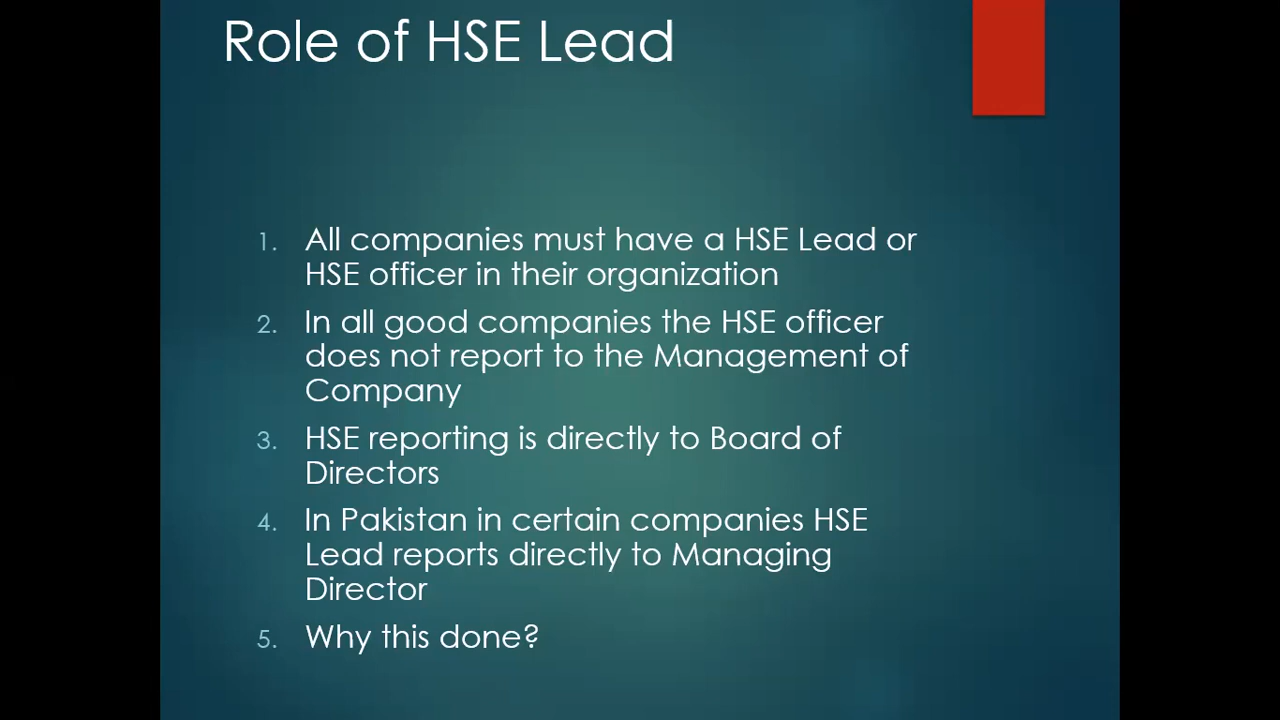 Role of HSE Lead
1. All companies must have a HSE Lead or
HSE officer in their organization
2. In all good companies the HSE officer
does not report to the Management of
Company
3. HSE reporting is directly to Board of
Directors
4. In Pakistan in certain companies HSE
Lead reports directly to Managing
Director
5. Why this done?